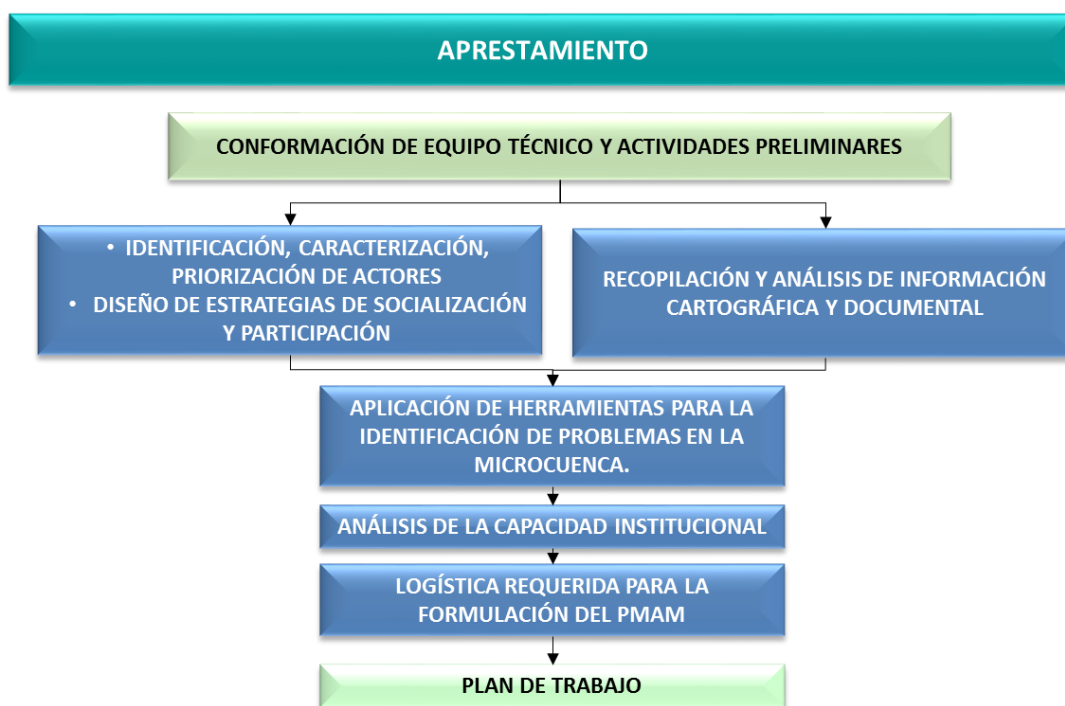 APRESTAMIENTO
CONFORMACIÓN DE EQUIPO TÉCNICO Y ACTIVIDADES PRELIMINARES
• IDENTIFICACIÓN, CARACTERIZACIÓN,
PRIORIZACIÓN DE ACTORES
• DISEÑO DE ESTRATEGIAS DE SOCIALIZACIÓN
Y PARTICIPACIÓN
RECOPILACIÓN Y ANÁLISIS DE INFORMACIÓN
CARTOGRÁFICA Y DOCUMENTAL
APLICACIÓN DE HERRAMIENTAS PARA LA
IDENTIFICACIÓN DE PROBLEMAS EN LA
MICROCUENCA.
ANÁLISIS DE LA CAPACIDAD INSTITUCIONAL
LOGÍSTICA REQUERIDA PARA LA
FORMULACIÓN DEL PMAM
PLAN DE TRABAJO